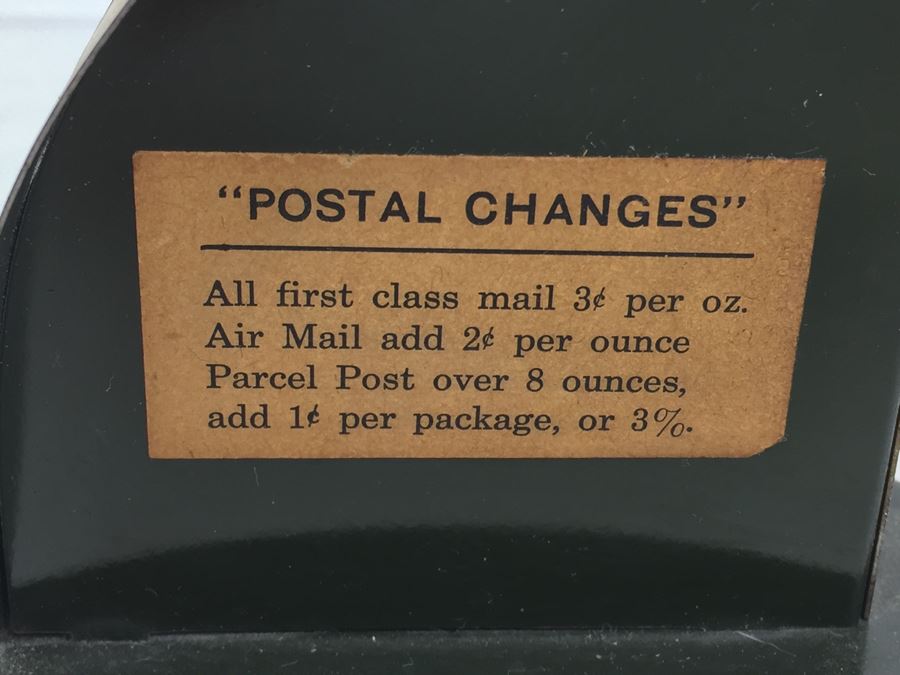 "POSTAL CHANGES"
All first class mail 3¢ per oz.
Air Mail add 2¢ per ounce
Parcel Post over 8 ounces,
add 1¢ per package, or 3%.